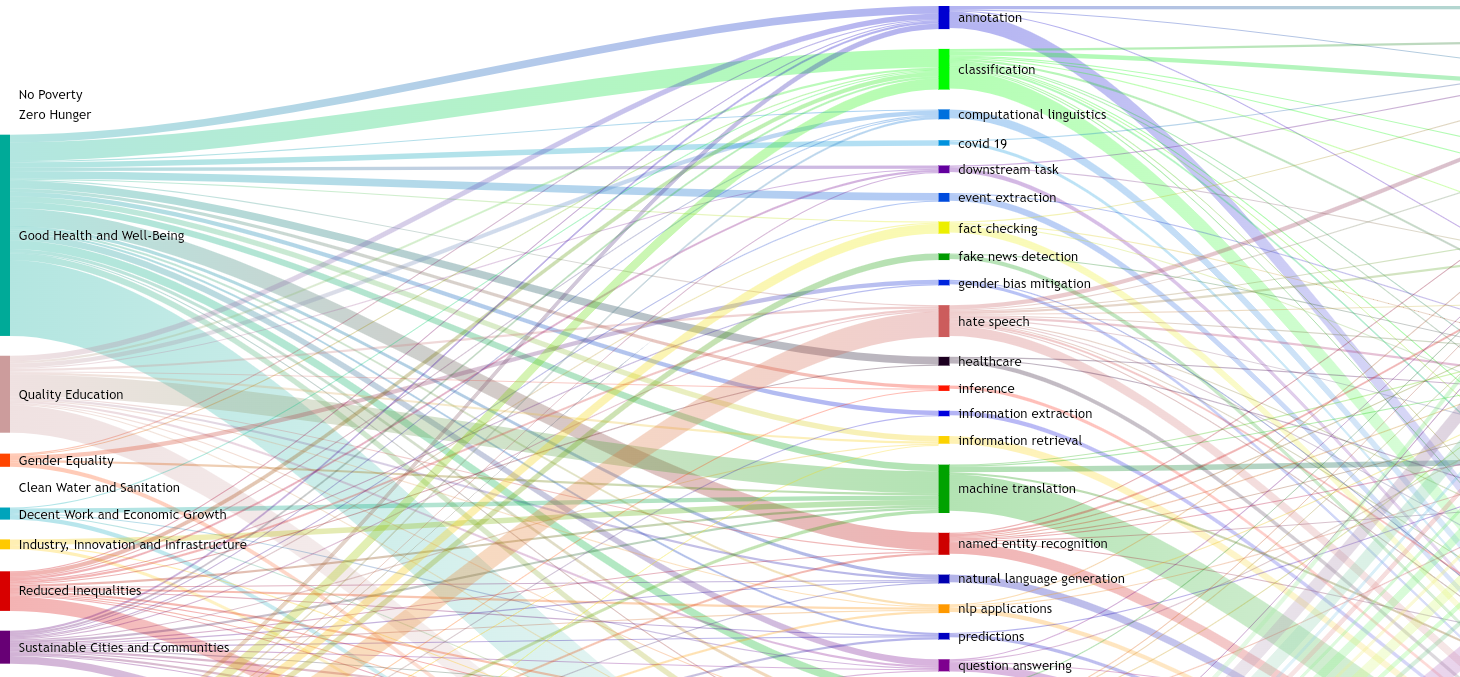 No Poverty
Zero Hunger
Good Health and Well-Being
Quality Education
Gender Equality
Clean Water and Sanitation
Decent Work and Economic Growth
Industry, Innovation and Infrastructure
Reduced Inequalities
Sustainable Cities and Communities
annotation
classification
computational linguistics
covid 19
downstream task
event extraction
fact checking
fake news detection
gender bias mitigation
hate speech
healthcare
inference
information extraction
information retrieval
machine translation
named entity recognition
natural language generation
nlp applications
predictions
question answering